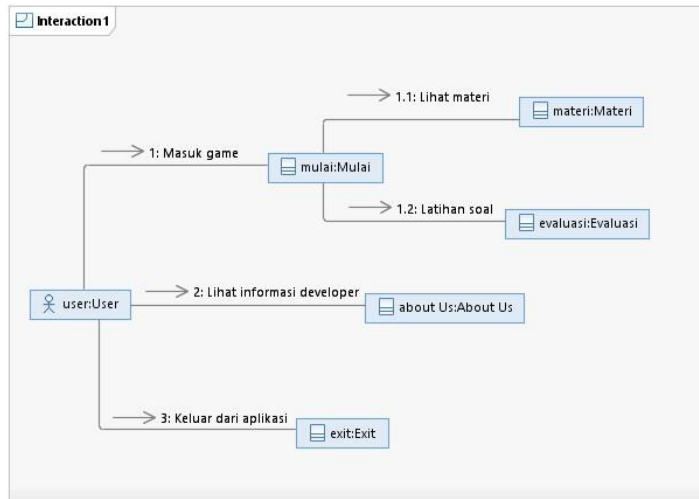 Interaction1
1.1: Lihat materi
materi:Materi
1: Masuk game
mulai:Mulai
1.2: Latihan soal
evaluasi:Evaluasi
user:User
2: Lihat informasi developer
about Us:About Us
3: Keluar dari aplikasi
exit:Exit